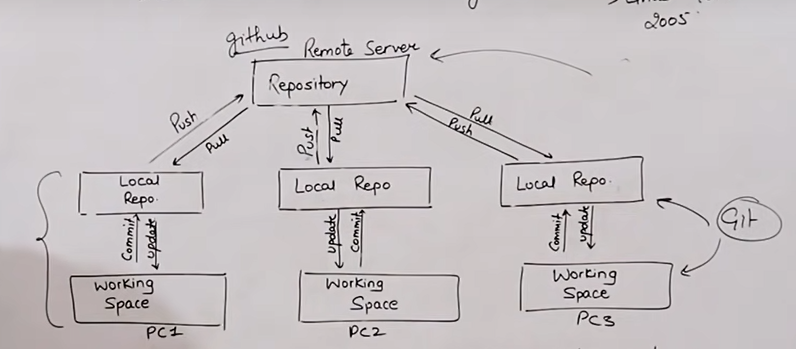 2005
github Remote Server
Repository
Push
Pull
Push
Pull
Pull
Push
Local
Repo.
Local Repo
Local Repo.
Commit
update
update
Commit
Commit
update
Git
Working
Space
Working
Space
Working
Space
PC1
PC2
PC3